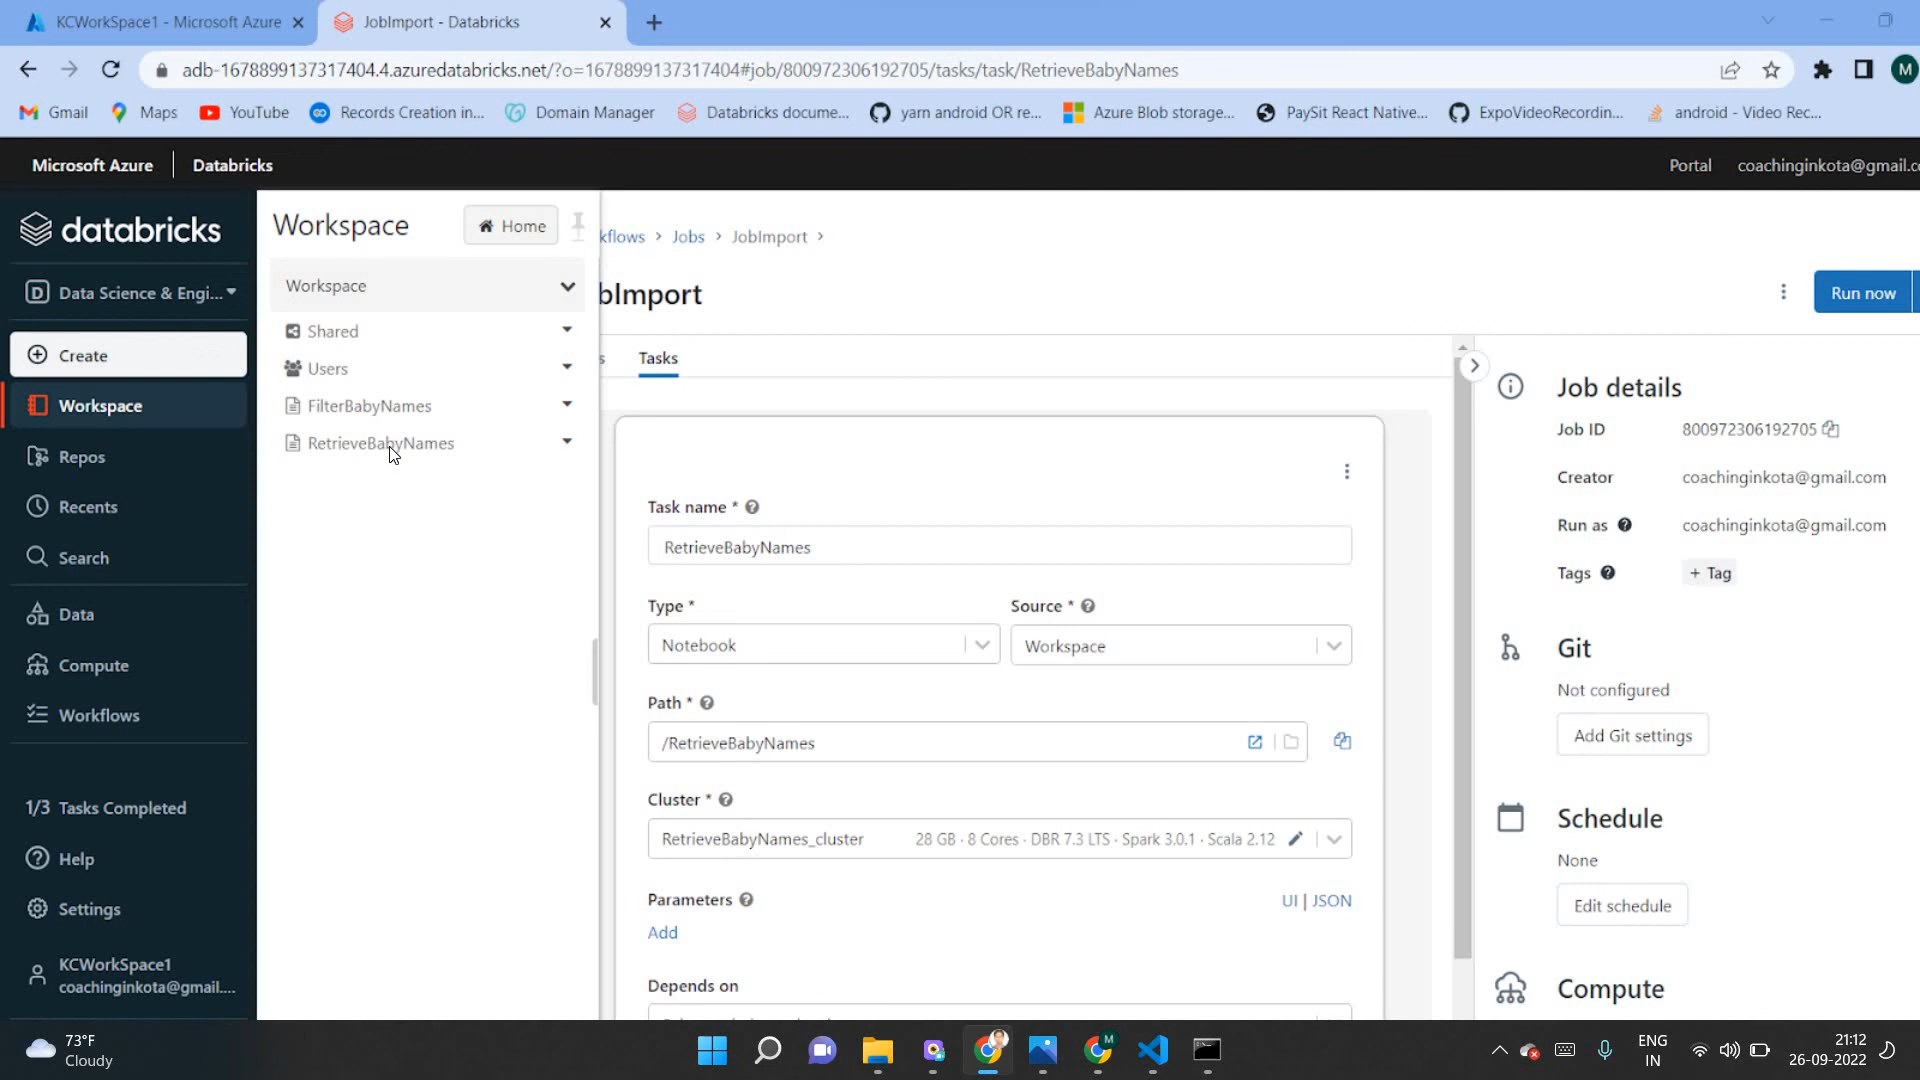 KCWorkSpace1 - Microsoft Azure
JobImport - Databricks
adb-1678899137317404.4.azuredatabricks.net/?o=1678899137317404#job/800972306192705/tasks/task/RetrieveBabyNames
M
Gmail
Maps
YouTube
Records Creation in...
Domain Manager
Databricks docume...
yarn android OR re...
Azure Blob storage...
PaySit React Native...
ExpoVideoRecordin...
android - Video Rec...
Microsoft Azure
Databricks
Portal
coachinginkota@gmail.co
databricks
D Data Science & Engi...
Create
Workspace
Repos
Recents
Search
Data
Compute
Workflows
1/3 Tasks Completed
Help
Settings
KCWorkSpace1
coachinginkota@gmail....
Workspace
Home
Workspace
Shared
Users
FilterBabyNames
RetrieveBabyNames
kflows > Jobs > JobImport >
bImport
Run now
s
Tasks
Task name *
RetrieveBabyNames
Type *
Source *
Notebook
Workspace
Path *
/RetrieveBabyNames
Cluster *
RetrieveBabyNames_cluster
28 GB · 8 Cores · DBR 7.3 LTS · Spark 3.0.1 · Scala 2.12
Parameters
UI | JSON
Add
Depends on
Job details
Job ID
800972306192705
Creator
coachinginkota@gmail.com
Run as
coachinginkota@gmail.com
Tags
+ Tag
Git
Not configured
Add Git settings
Schedule
None
Edit schedule
Compute
73°F
Cloudy
M
ENG
IN
21:12
26-09-2022